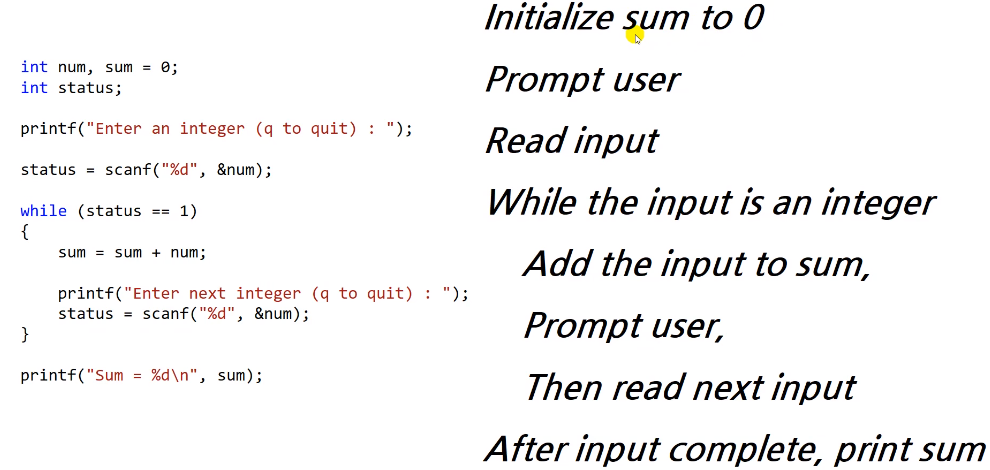 int num, sum = 0;
int status;
printf("Enter an integer (q to quit) : ");
status = scanf("%d", &num);
while (status == 1)
{
    sum = sum + num;
    printf("Enter next integer (q to quit) : ");
    status = scanf("%d", &num);
}
printf("Sum = %d\n", sum);
Initialize sum to 0
Prompt user
Read input
While the input is an integer
Add the input to sum,
Prompt user,
Then read next input
After input complete, print sum